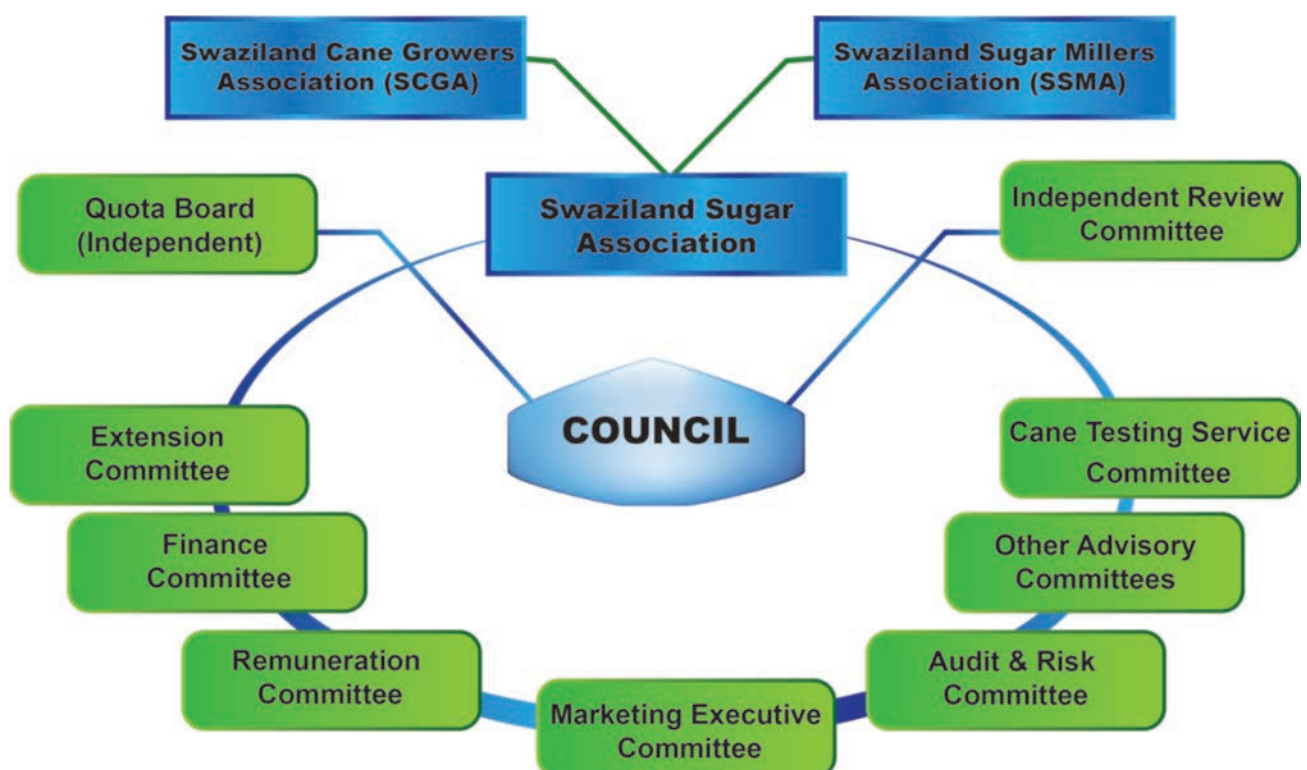 Swaziland Cane Growers
Association (SCGA)
Swaziland Sugar Millers
Association (SSMA)
Swaziland Sugar
Association
Quota Board
(Independent)
Independent Review
Committee
COUNCIL
Extension
Committee
Cane Testing Service
Committee
Finance
Committee
Other Advisory
Committees
Remuneration
Committee
Audit & Risk
Committee
Marketing Executive
Committee